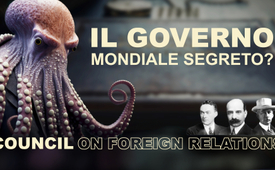 IL GOVERNO
MONDIALE SEGRETO?
COUNCIL ON FOREIGN RELATIONS